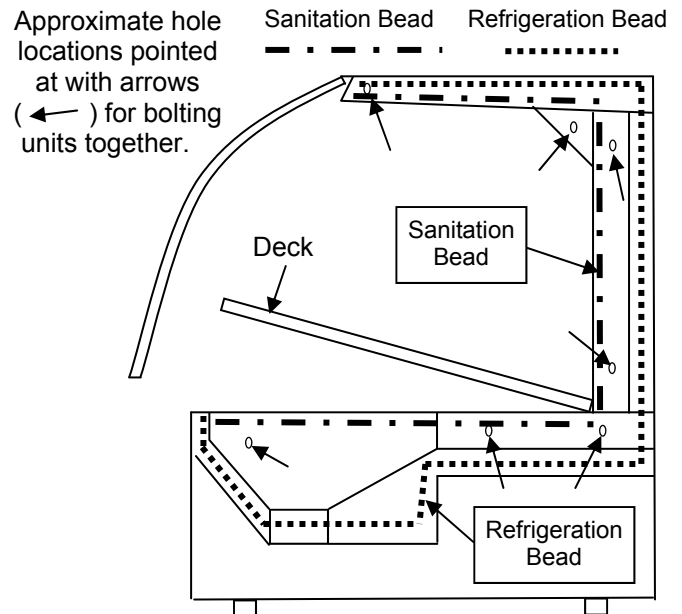 Approximate hole
locations pointed
at with arrows
( ← ) for bolting
units together.
Sanitation Bead
Refrigeration Bead
Sanitation
Bead
Deck
Refrigeration
Bead